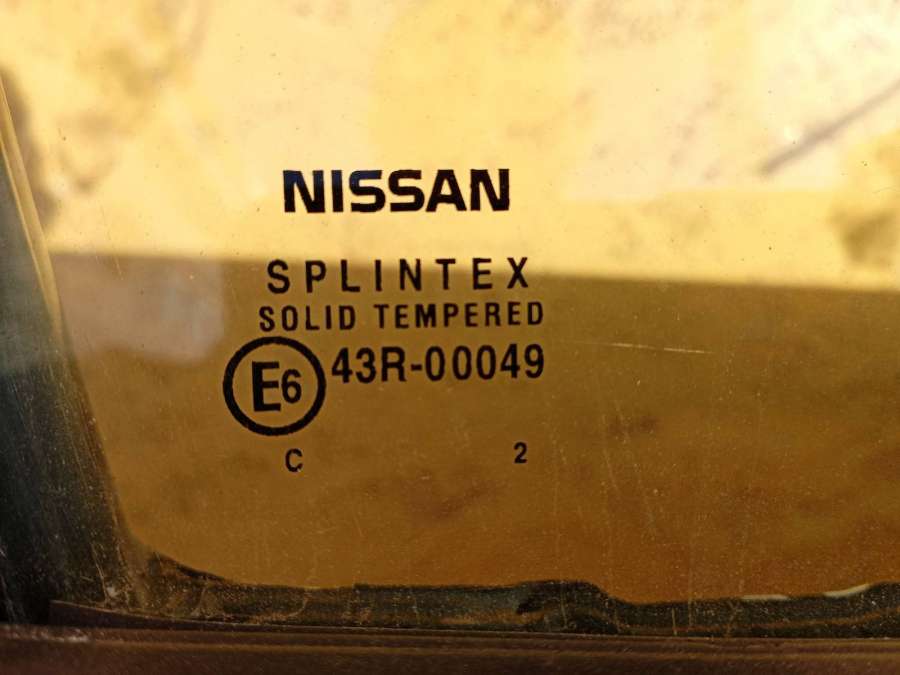 NISSAN
SPLINTEX
SOLID TEMPERED
E6 43R-00049
C 2